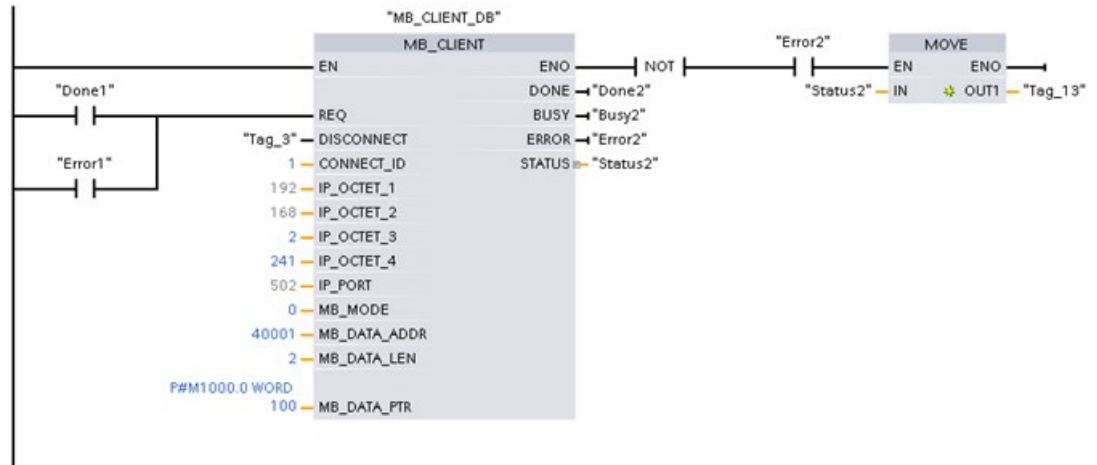 "MB_CLIENT_DB"
MB_CLIENT
EN ENO NOT "Error2" MOVE EN ENO
"Done1" DONE "Done2" "Status2" IN OUT1 "Tag_13"
REQ BUSY "Busy2"
"Tag_3" DISCONNECT ERROR "Error2"
"Error1" 1 CONNECT_ID STATUS "Status2"
192 IP_OCTET_1
168 IP_OCTET_2
2 IP_OCTET_3
241 IP_OCTET_4
502 IP_PORT
0 MB_MODE
40001 MB_DATA_ADDR
2 MB_DATA_LEN
P#M1000.0 WORD
100 MB_DATA_PTR